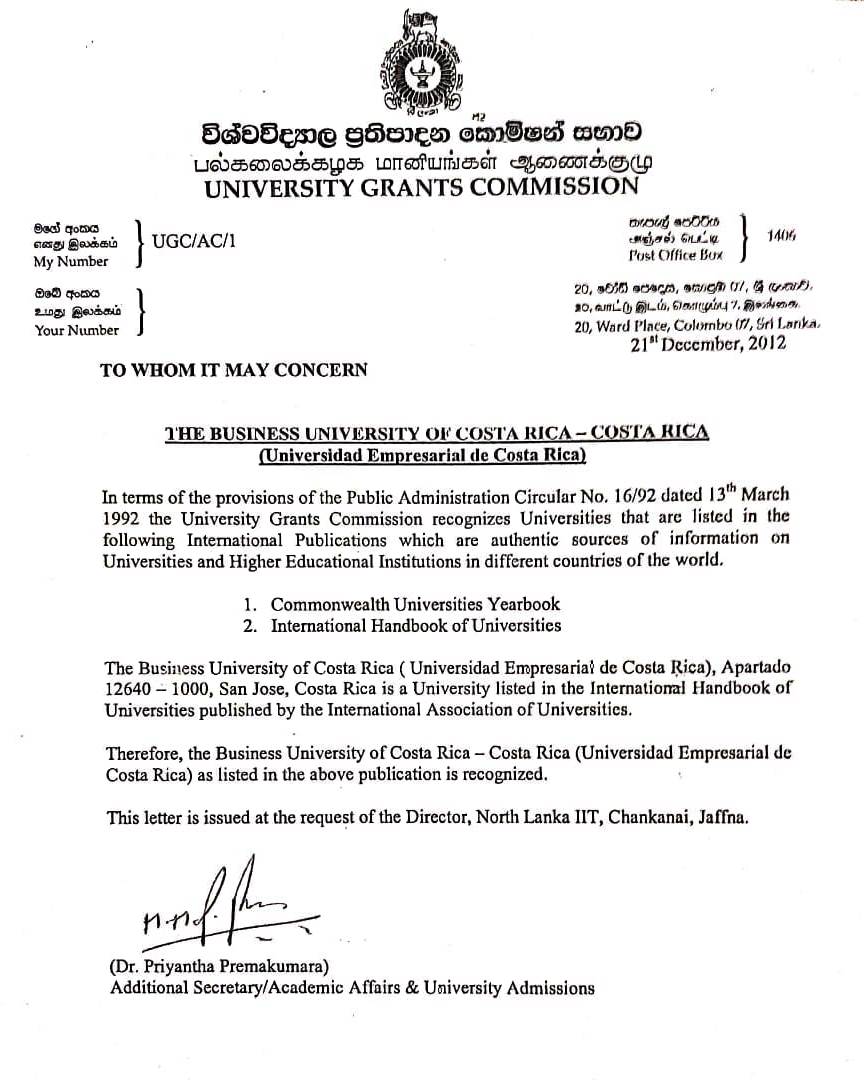 විශ්වවිද්‍යාල ප්‍රතිපාදන කොමිෂන් සභාව
பல்கலைக்கழக மானியங்கள் ஆணைக்குழு
UNIVERSITY GRANTS COMMISSION
මගේ අංකය
எனது இலக்கம்
My Number
UGC/AC/1
තැපැල් පෙට්ටිය
அஞ்சல் பெட்டி
Post Office Box
1406
ඔබේ අංකය
உமது இலக்கம்
Your Number
20, වෝඩ් පෙදෙස, කොළඹ 07, ශ්‍රී ලංකාව.
20, வாட்டு இடம், கொழும்பு 7, இலங்கை.
20, Ward Place, Colombo 07, Sri Lanka.
21st December, 2012
TO WHOM IT MAY CONCERN
THE BUSINESS UNIVERSITY OF COSTA RICA – COSTA RICA
(Universidad Empresarial de Costa Rica)
In terms of the provisions of the Public Administration Circular No. 16/92 dated 13th March
1992 the University Grants Commission recognizes Universities that are listed in the
following International Publications which are authentic sources of information on
Universities and Higher Educational Institutions in different countries of the world.
1. Commonwealth Universities Yearbook
2. International Handbook of Universities
The Business University of Costa Rica ( Universidad Empresarial de Costa Rica), Apartado
12640 – 1000, San Jose, Costa Rica is a University listed in the International Handbook of
Universities published by the International Association of Universities.
Therefore, the Business University of Costa Rica – Costa Rica (Universidad Empresarial de
Costa Rica) as listed in the above publication is recognized.
This letter is issued at the request of the Director, North Lanka IIT, Chankanai, Jaffna.
(Dr. Priyantha Premakumara)
Additional Secretary/Academic Affairs & University Admissions